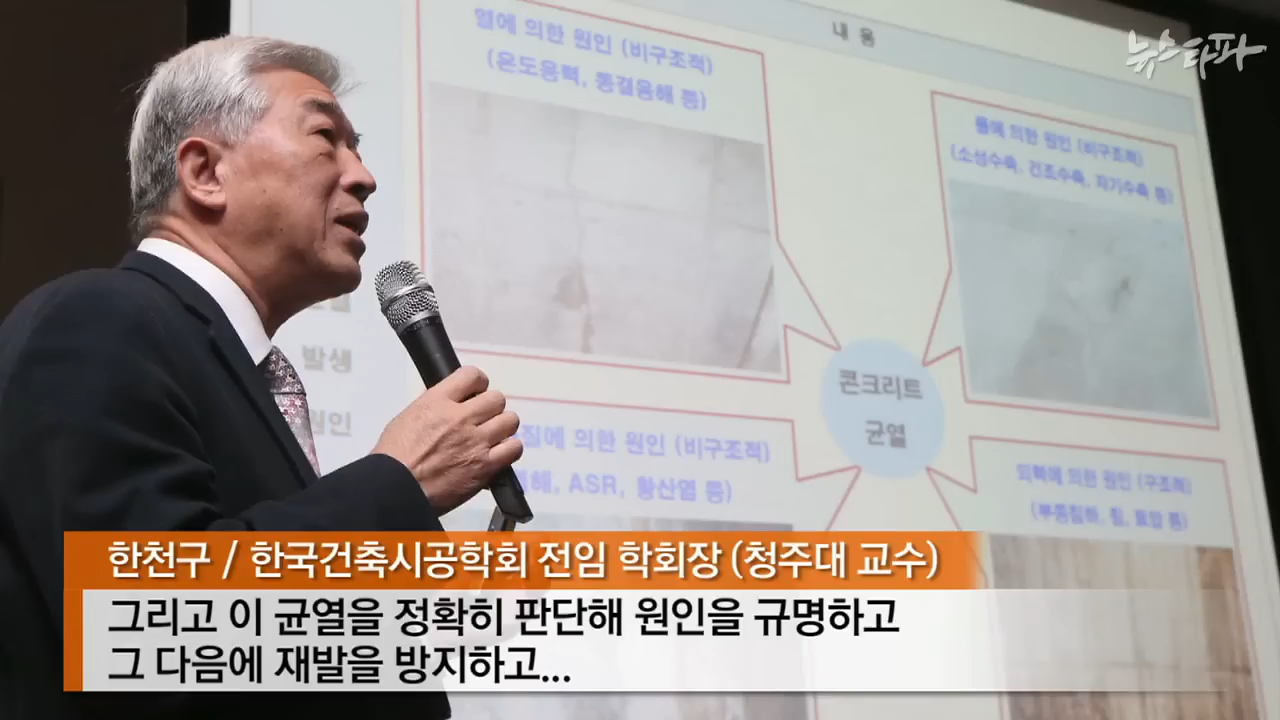 뉴스타파
내 용
열에 의한 원인 (비구조적)
(온도응력, 동결융해 등)
물에 의한 원인 (비구조적)
(소성수축, 건조수축, 자기수축 등)
발생
원인
콘크리트
균열
질에 의한 원인 (비구조적)
해, ASR, 황산염 등)
외력에 의한 원인 (구조적)
(부동침하, 휨, 표압 등)
한천구 / 한국건축시공학회 전임 학회장 (청주대 교수)
그리고 이 균열을 정확히 판단해 원인을 규명하고
그 다음에 재발을 방지하고...